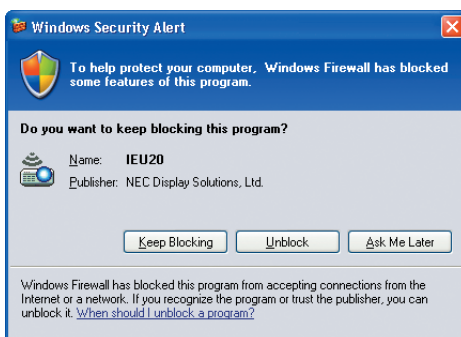 Windows Security Alert
To help protect your computer, Windows Firewall has blocked
some features of this program.
Do you want to keep blocking this program?
Name: IEU20
Publisher: NEC Display Solutions, Ltd.
Keep Blocking Unblock Ask Me Later
Windows Firewall has blocked this program from accepting connections from the
Internet or a network. If you recognize the program or trust the publisher, you can
unblock it. When should I unblock a program?